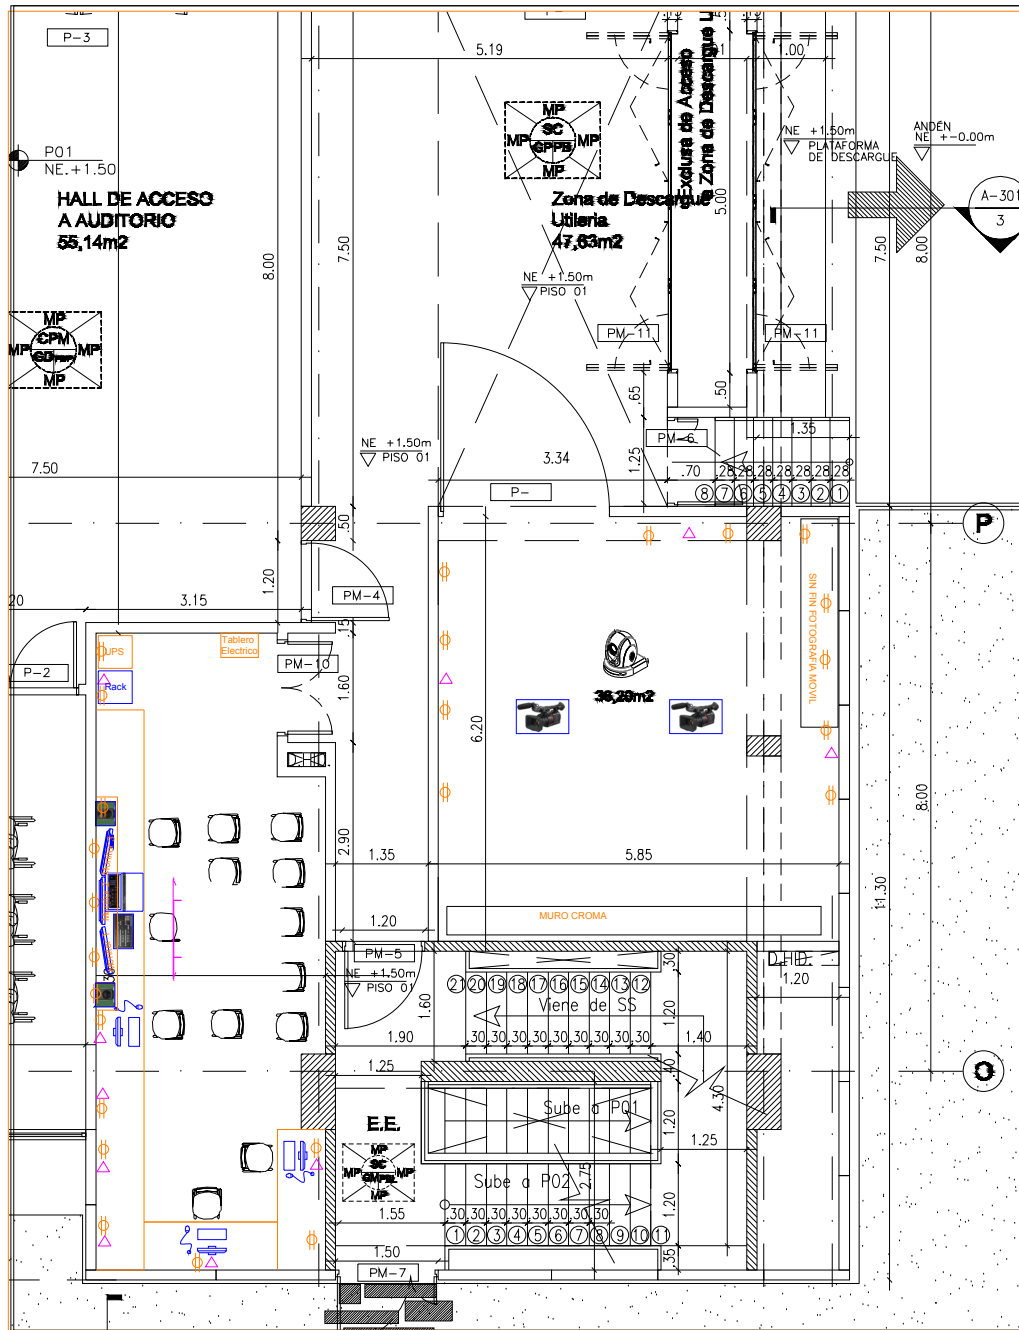 P-3
5.19
.51
1.00
Exclusa de Acceso
a Zona de Descargue U
MP
SC
MP
CPPB
MP
MP
P01
NE.+1.50
HALL DE ACCESO
A AUDITORIO
55,14m2
Zona de Descargue
Utileria
47,63m2
NE +1.50m
PLATAFORMA
DE DESCARGUE
ANDÉN
NE +-0.00m
A-301
3
5.00
7.50
8.00
7.50
8.00
NE +1.50m
PISO 01
MP
CPM
MP
MP
MP
PM-11
PM-11
.65
.50
1.35
PM-6
NE +1.50m
PISO 01
7.50
3.34
1.25
.70
.28
.28
.28
.28
.28
.28
.28
8
7
6
5
4
3
2
1
P-
.50
P
1.20
PM-4
20
3.15
.15
SIN FIN FOTOGRAFIA MOVIL
UPS
Tablero
Electrico
PM-10
P-2
Rack
1.60
36,29m2
6.20
8.00
2.90
1.35
5.85
11.30
MURO CROMA
1.20
PM-5
NE +1.50m
PISO 01
.30
D.HD.
1.20
21
20
19
18
17
16
15
14
13
12
Viene de SS
1.60
1.20
1.90
.30
.30
.30
.30
.30
.30
.30
.30
.30
1.40
1.25
.40
O
Sube a P01
4.30
E.E.
1.20
1.25
MP
SC
MP
MP
MP
Sube a P02
2.75
1.20
1.55
.30
.30
.30
.30
.30
.30
.30
.30
1
2
3
4
5
6
7
8
9
10
11
1.50
.35
PM-7